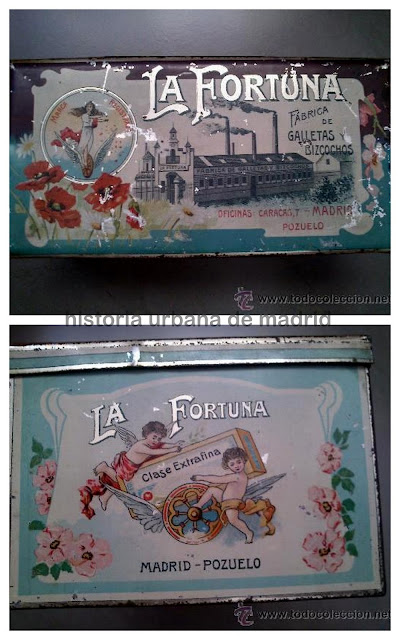 LA FORTUNA
MARCA
FÁBRICA
DE
GALLETAS Y
BIZCOCHOS
OFICINAS CARACAS, 7 - MADRID
POZUELO
www.todocoleccion.net
historia urbana de madrid
LA FORTUNA
Clase Extrafina
MADRID - POZUELO
www.todocoleccion.net